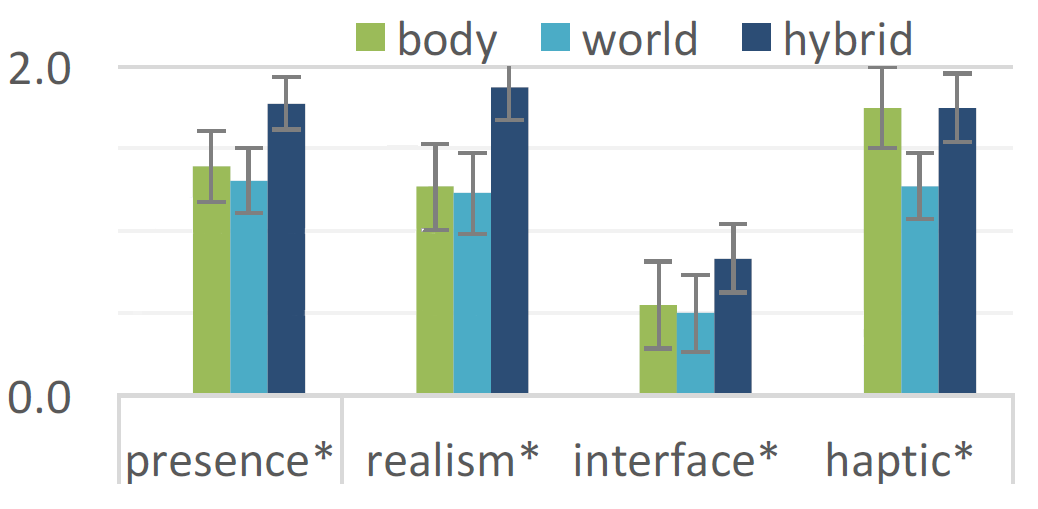 body world hybrid
2.0
0.0
presence* realism* interface* haptic*